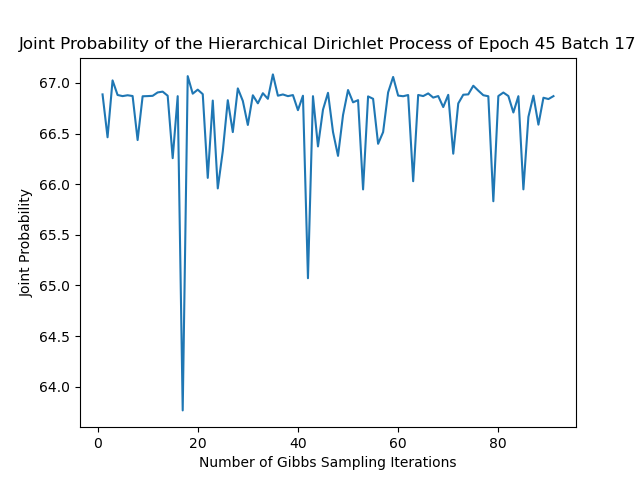 Joint Probability of the Hierarchical Dirichlet Process of Epoch 45 Batch 17
67.0
66.5
66.0
65.5
65.0
64.5
64.0
Joint Probability
0 20 40 60 80
Number of Gibbs Sampling Iterations